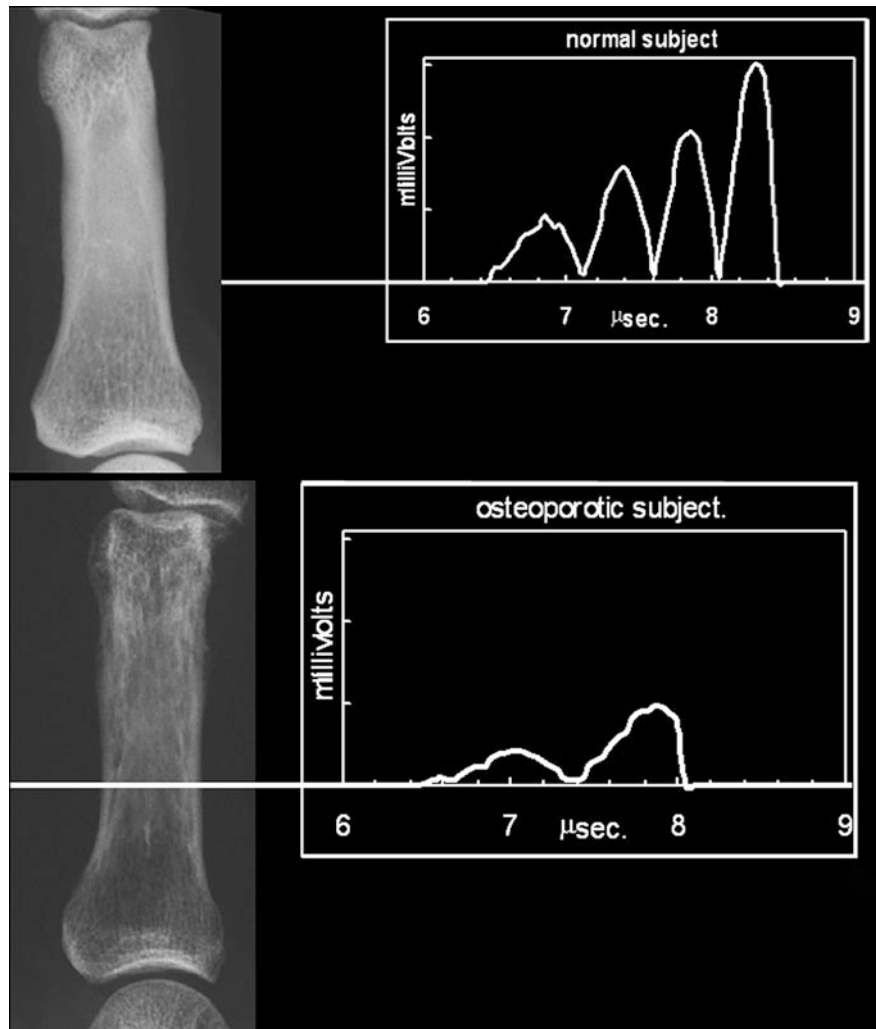 normal subject
milliVolts
6 7 μsec. 8 9
osteoporotic subject.
millivolts
6 7 μsec. 8 9